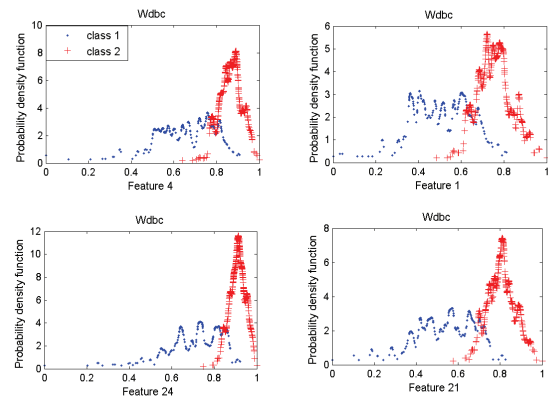 Wdbc
Probability density function
8
6
4
2
0
class 1
class 2
0 0.2 0.4 0.6 0.8 1
Feature 4
Wdbc
Probability density function
6
5
4
3
2
1
0
0 0.2 0.4 0.6 0.8 1
Feature 1
Wdbc
Probability density function
12
10
8
6
4
2
0
0 0.2 0.4 0.6 0.8 1
Feature 24
Wdbc
Probability density function
8
6
4
2
0
0 0.2 0.4 0.6 0.8 1
Feature 21